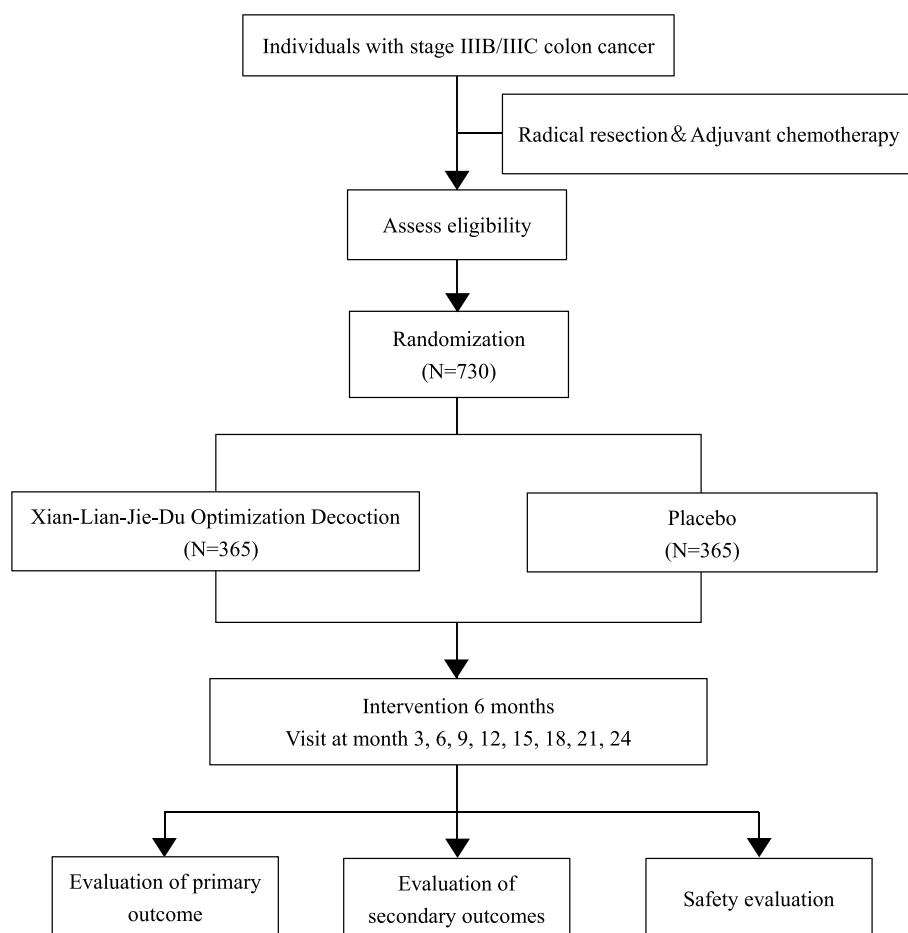 Individuals with stage IIIB/IIIC colon cancer
Radical resection＆Adjuvant chemotherapy
Assess eligibility
Randomization
(N=730)
Xian-Lian-Jie-Du Optimization Decoction
(N=365)
Placebo
(N=365)
Intervention 6 months
Visit at month 3, 6, 9, 12, 15, 18, 21, 24
Evaluation of primary
outcome
Evaluation of
secondary outcomes
Safety evaluation